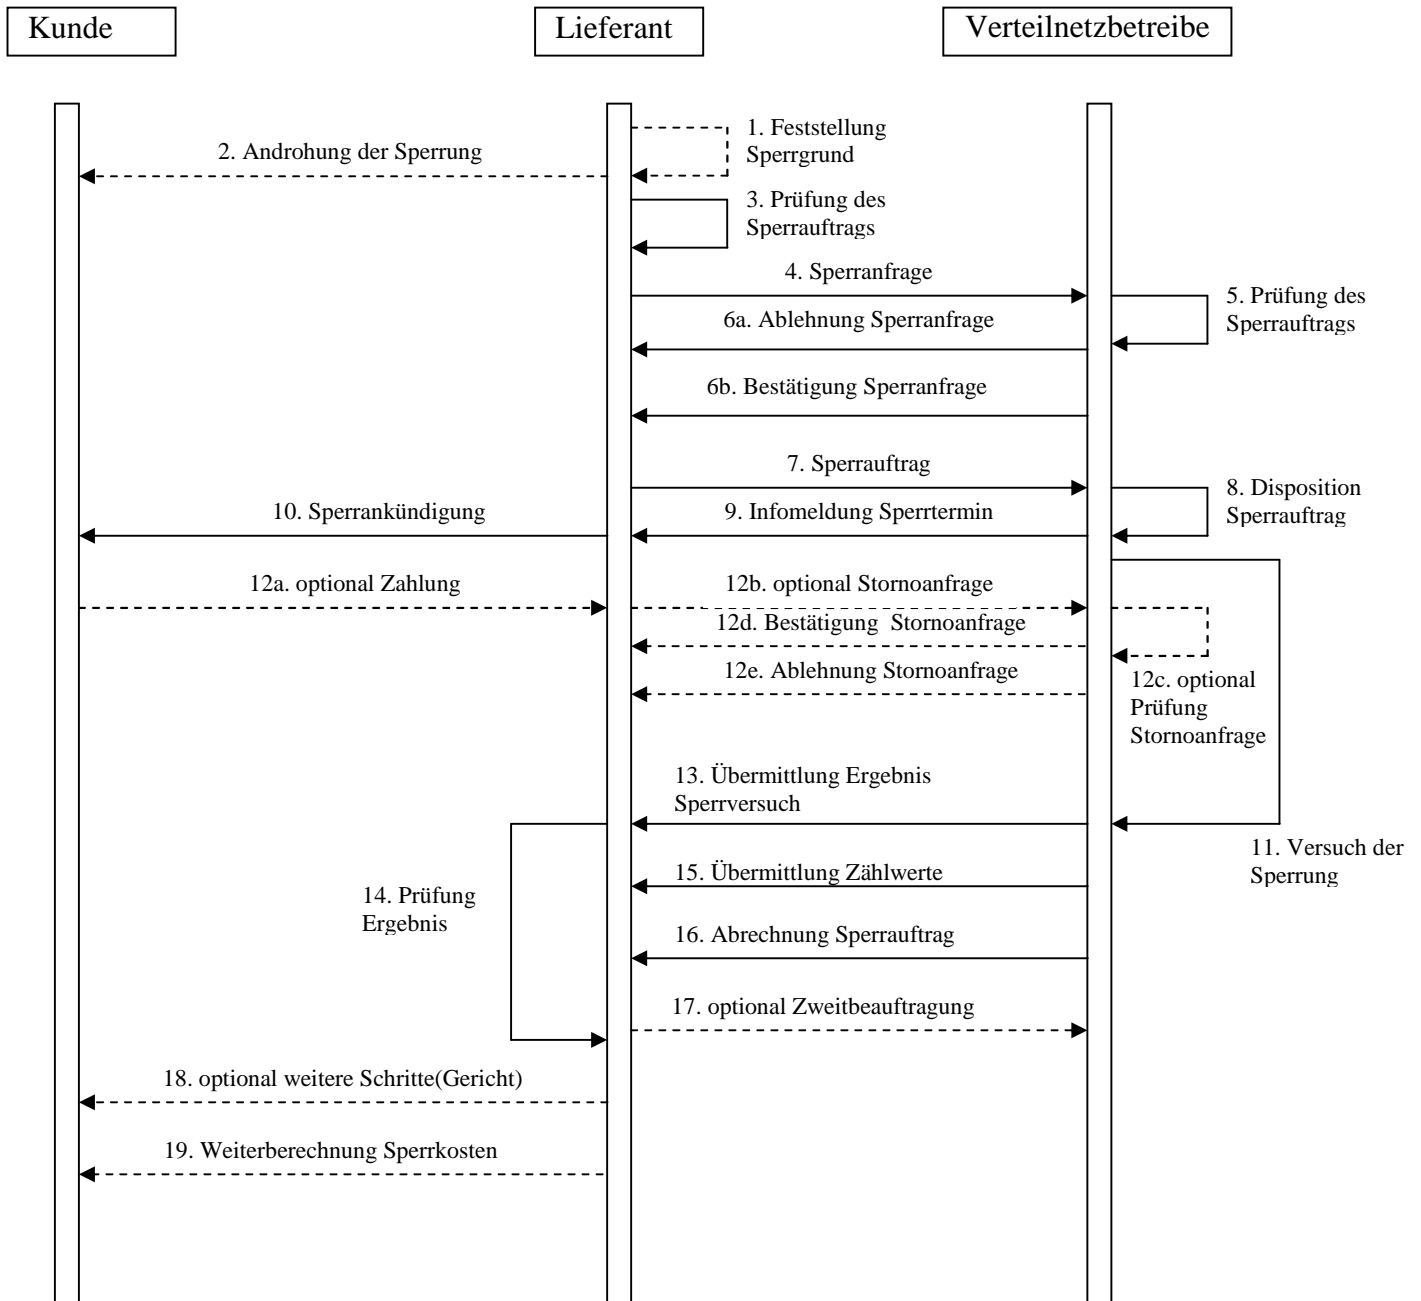 Kunde
Lieferant
Verteilnetzbetreibe
1. Feststellung
Sperrgrund
2. Androhung der Sperrung
3. Prüfung des
Sperrauftrags
4. Sperranfrage
5. Prüfung des
Sperrauftrags
6a. Ablehnung Sperranfrage
6b. Bestätigung Sperranfrage
7. Sperrauftrag
8. Disposition
Sperrauftrag
10. Sperrankündigung
9. Infomeldung Sperrtermin
12a. optional Zahlung
12b. optional Stornoanfrage
12d. Bestätigung  Stornoanfrage
12e. Ablehnung Stornoanfrage
12c. optional
Prüfung
Stornoanfrage
13. Übermittlung Ergebnis
Sperrversuch
11. Versuch der
Sperrung
15. Übermittlung Zählwerte
14. Prüfung
Ergebnis
16. Abrechnung Sperrauftrag
17. optional Zweitbeauftragung
18. optional weitere Schritte(Gericht)
19. Weiterberechnung Sperrkosten